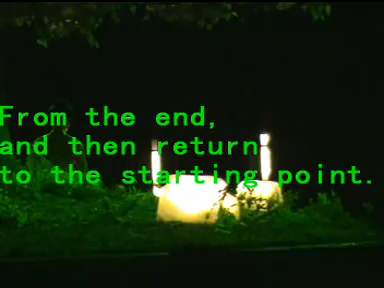 From the end,
and then return
to the starting point.